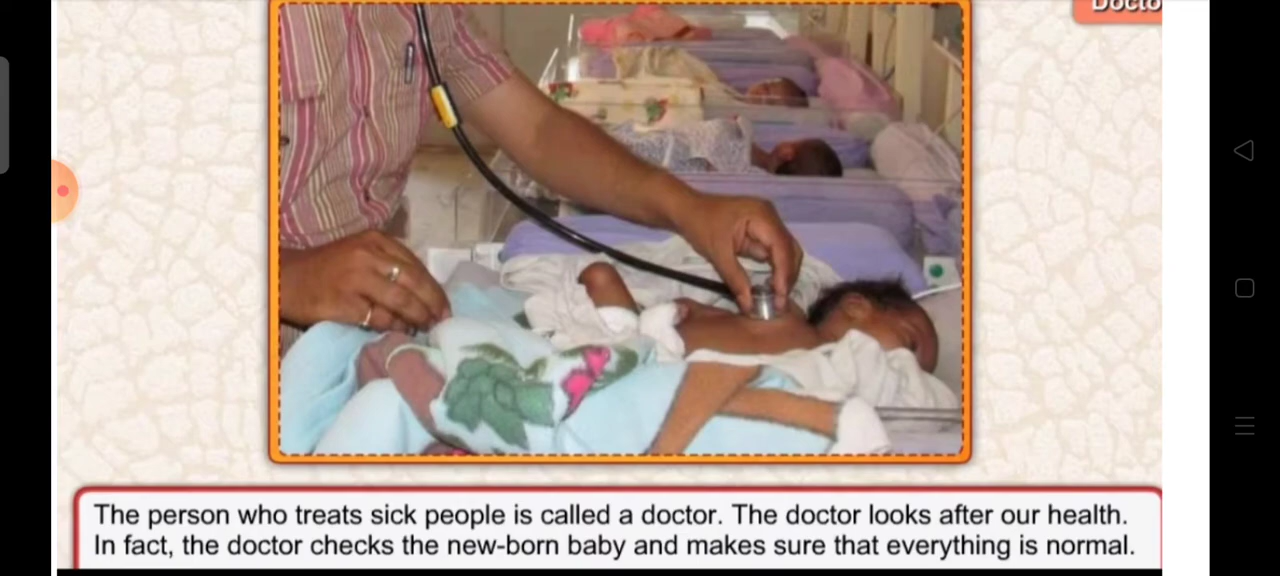 The person who treats sick people is called a doctor. The doctor looks after our health.
In fact, the doctor checks the new-born baby and makes sure that everything is normal.